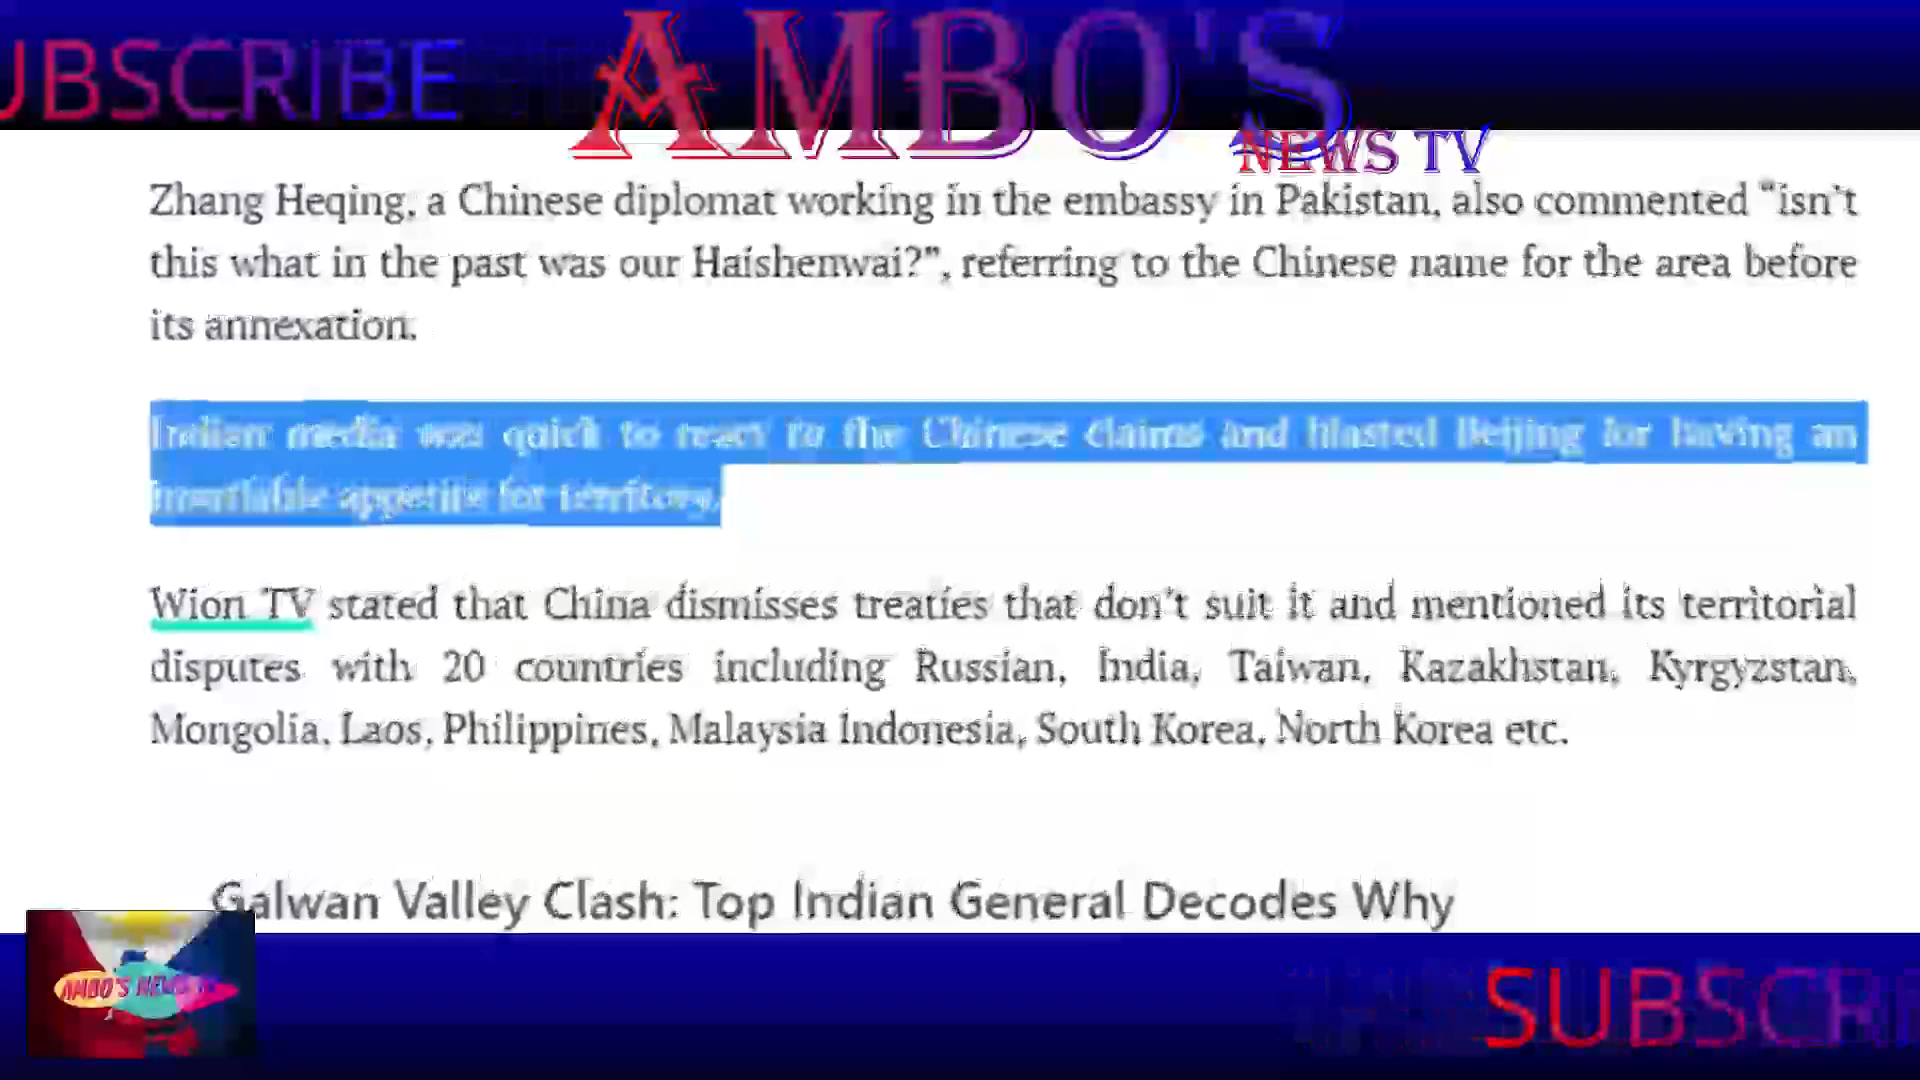 UBSCRIBE
AMBO'S
NEWS TV
Zhang Heqing, a Chinese diplomat working in the embassy in Pakistan, also commented “isn't
this what in the past was our Haishenwai?”, referring to the Chinese name for the area before
its annexation.
Indian media was quick to react to the Chinese claims and blasted Beijing for having an
insatiable appetite for territory.
Wion TV stated that China dismisses treaties that don't suit it and mentioned its territorial
disputes with 20 countries including Russian, India, Taiwan, Kazakhstan, Kyrgyzstan,
Mongolia, Laos, Philippines, Malaysia Indonesia, South Korea, North Korea etc.
Galwan Valley Clash: Top Indian General Decodes Why
AMBO'S NEWS TV
SUBSCRI